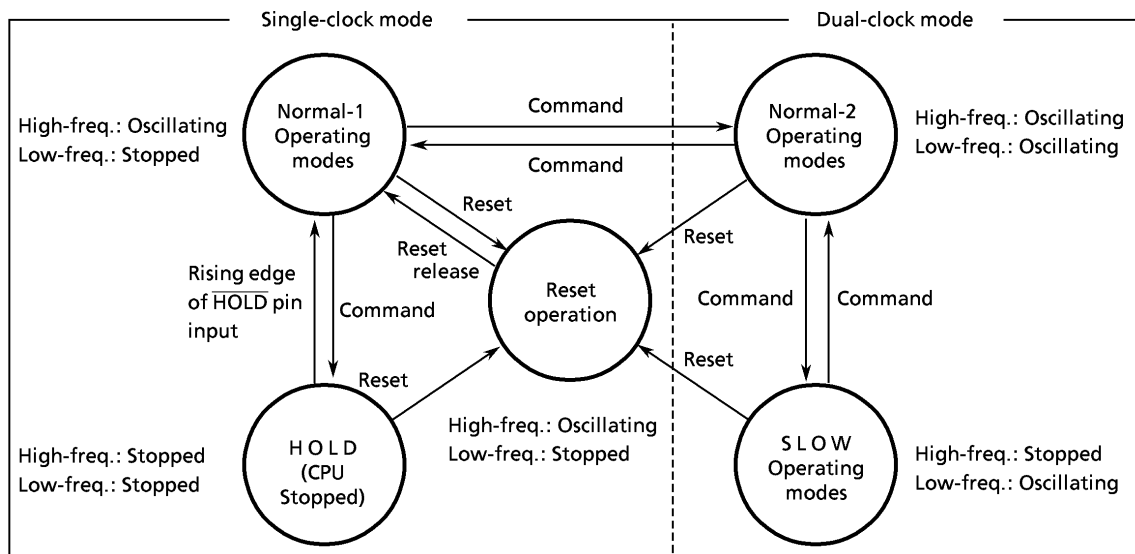 Single-clock mode
Dual-clock mode
Normal-1
Operating
modes
High-freq.: Oscillating
Low-freq.: Stopped
Command
Command
Normal-2
Operating
modes
High-freq.: Oscillating
Low-freq.: Oscillating
Reset
Reset
release
Reset
Rising edge
of HOLD pin
input
Command
Reset
operation
Command
Command
Reset
Reset
High-freq.: Oscillating
Low-freq.: Stopped
High-freq.: Stopped
Low-freq.: Stopped
H O L D
(CPU
Stopped)
S L O W
Operating
modes
High-freq.: Stopped
Low-freq.: Oscillating